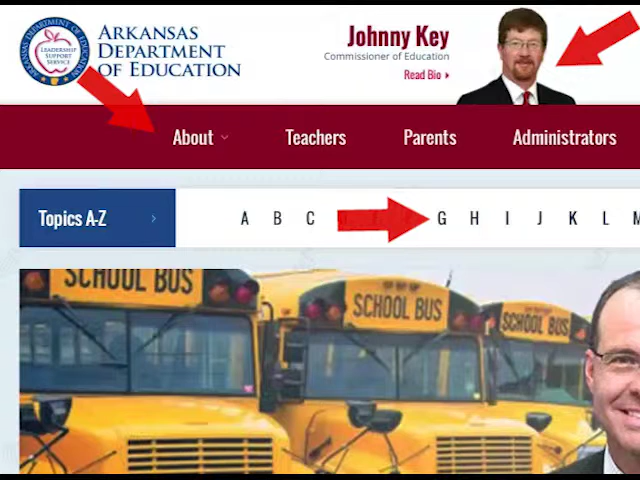 ARKANSAS
DEPARTMENT
OF EDUCATION
ARKANSAS DEPARTMENT OF EDUCATION
LEADERSHIP
SUPPORT
SERVICE
Johnny Key
Commissioner of Education
Read Bio
About
Teachers
Parents
Administrators
Topics A-Z
A B C G H I J K L M
SCHOOL BUS
SCHOOL BUS
SCHOOL BUS